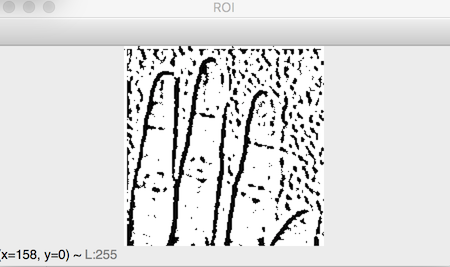 ROI
(x=158, y=0) ~ L:255